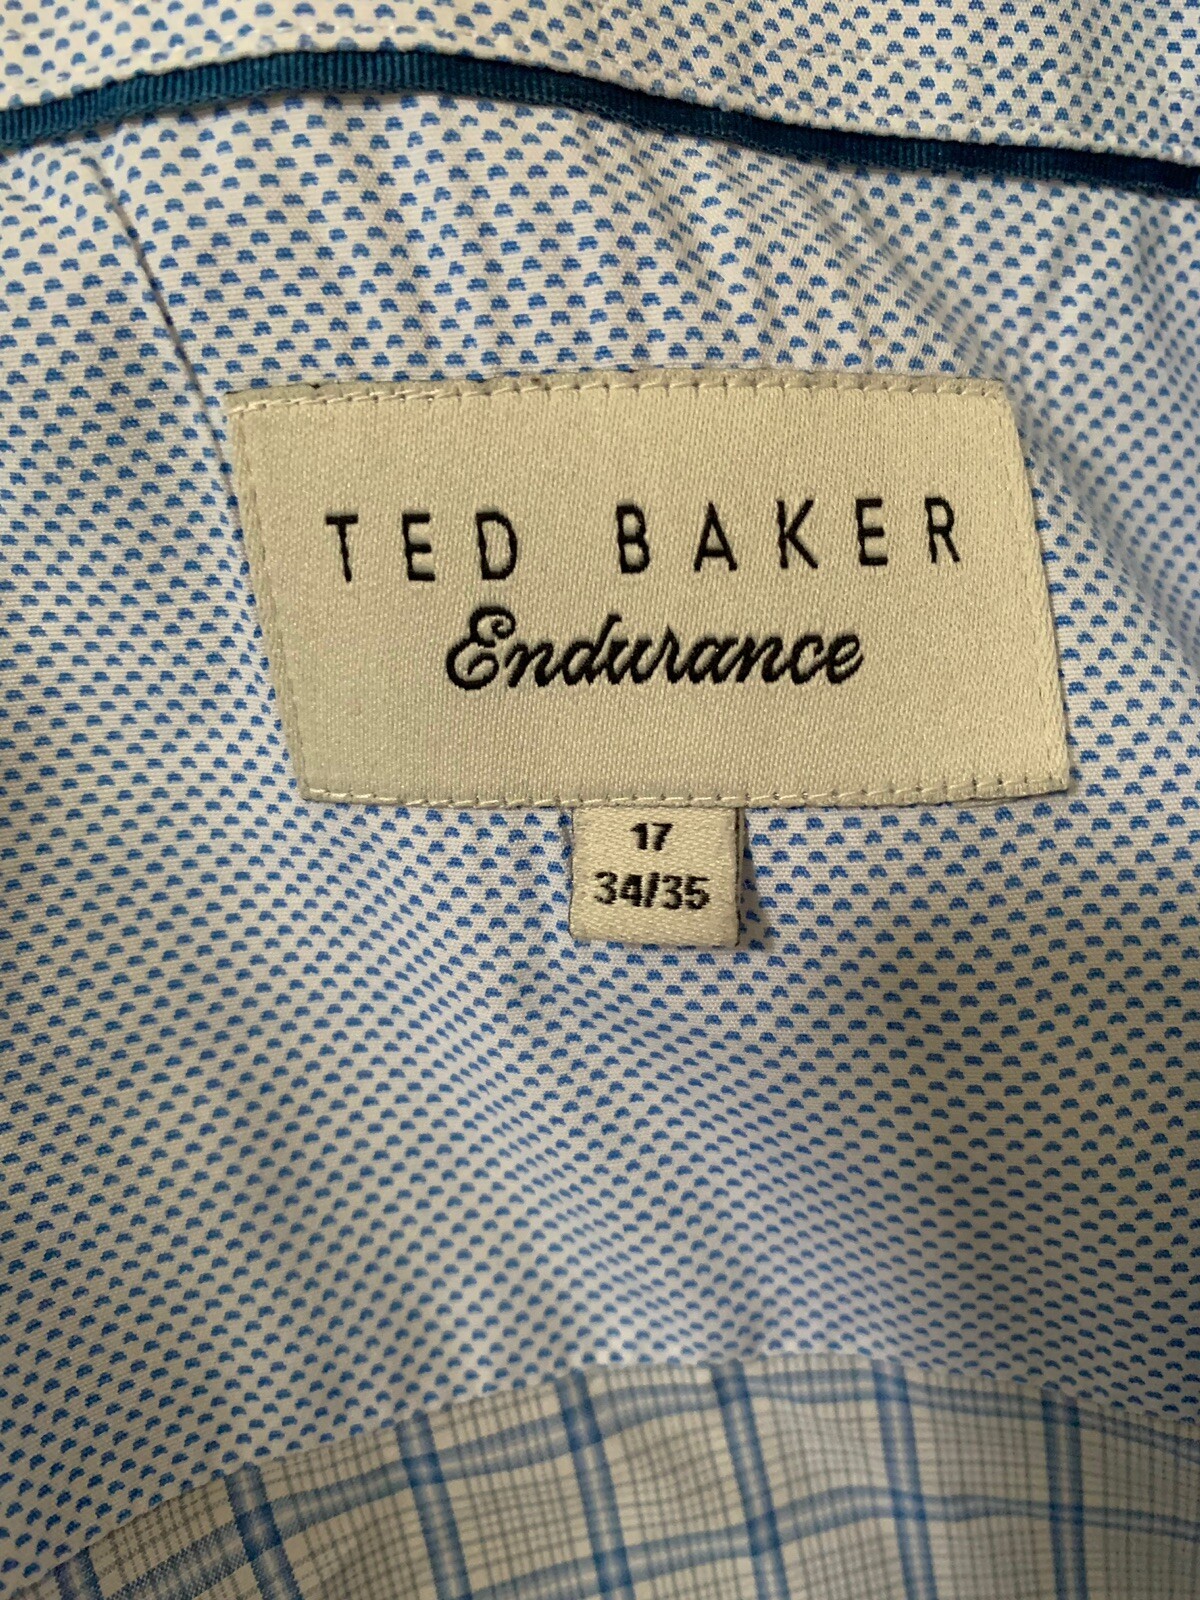 TED BAKER
Endurance
17
34/35